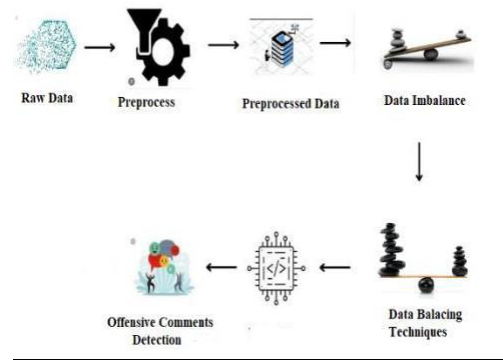 Raw Data
Preprocess
Preprocessed Data
Data Imbalance
</>
Data Balacing
Techniques
Offensive Comments
Detection